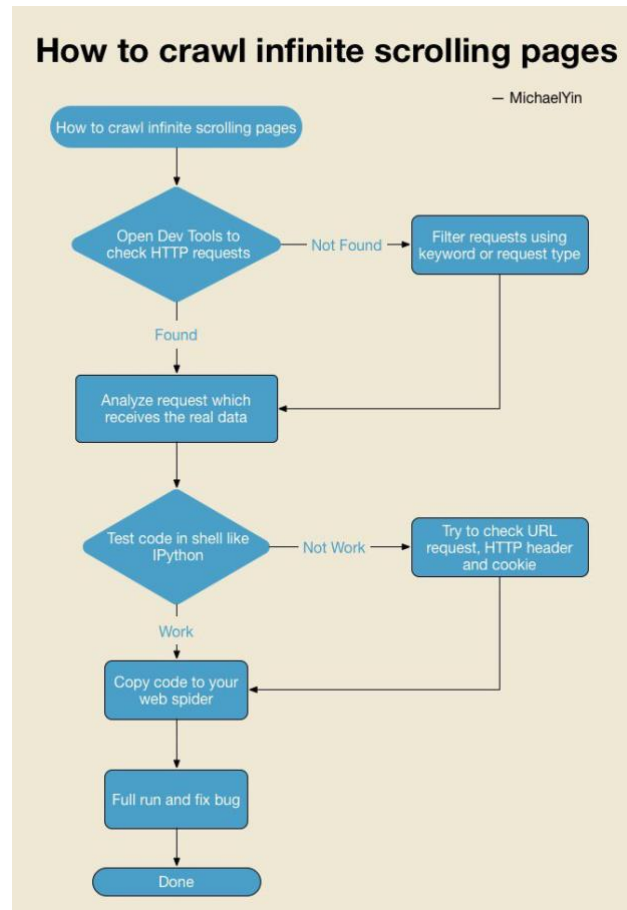 How to crawl infinite scrolling pages
— MichaelYin
How to crawl infinite scrolling pages
Open Dev Tools to
check HTTP requests
Not Found
Filter requests using
keyword or request type
Found
Analyze request which
receives the real data
Test code in shell like
IPython
Not Work
Try to check URL
request, HTTP header
and cookie
Work
Copy code to your
web spider
Full run and fix bug
Done